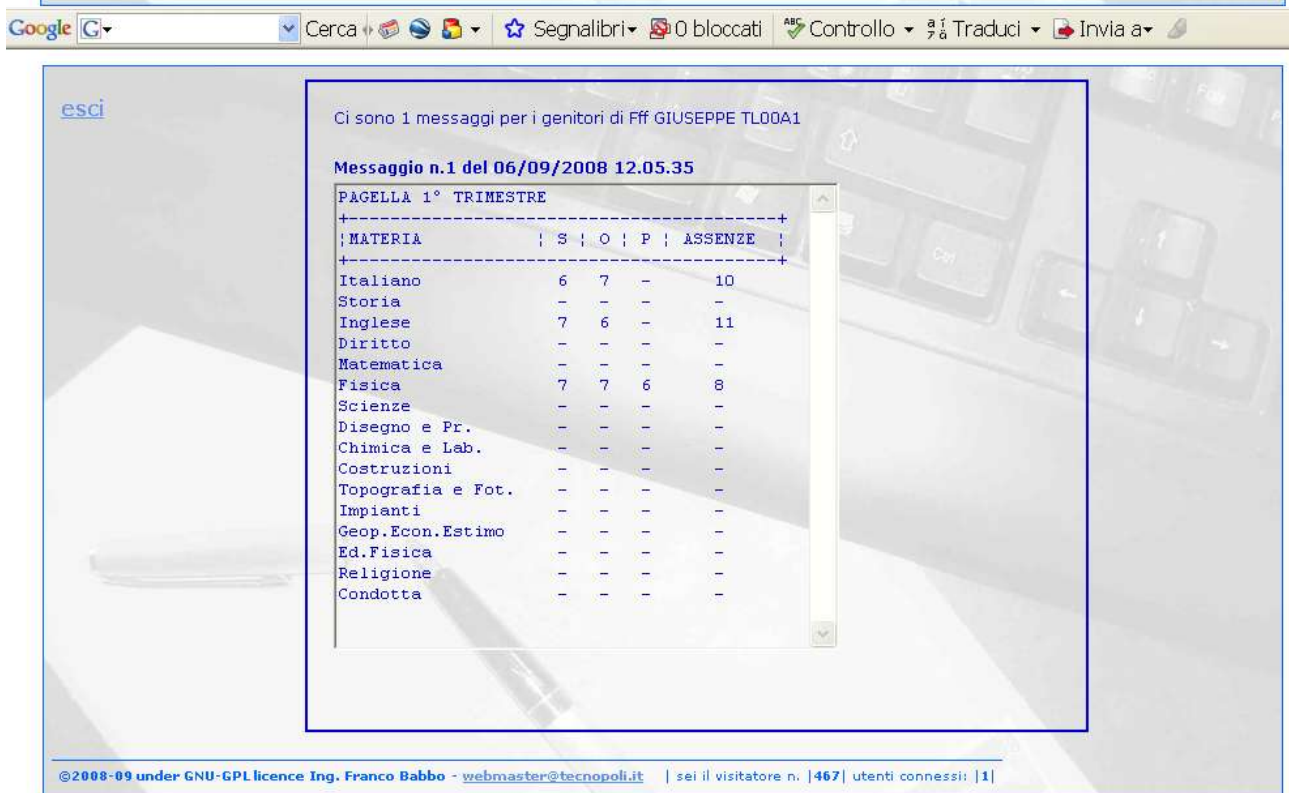 Google G Cerca Segnalibri 0 bloccati ABC Controllo Traduci Invia a
esci
Ci sono 1 messaggi per i genitori di Fff GIUSEPPE TL00A1
Messaggio n.1 del 06/09/2008 12.05.35
PAGELLA 1° TRIMESTRE
+-----------------------------------------+
¦MATERIA ¦ S ¦ O ¦ P ¦ ASSENZE ¦
+-----------------------------------------+
Italiano 6 7 - 10
Storia - - - -
Inglese 7 6 - 11
Diritto - - - -
Matematica - - - -
Fisica 7 7 6 8
Scienze - - - -
Disegno e Pr. - - - -
Chimica e Lab. - - - -
Costruzioni - - - -
Topografia e Fot. - - - -
Impianti - - - -
Geop.Econ.Estimo - - - -
Ed.Fisica - - - -
Religione - - - -
Condotta - - - -
©2008-09 under GNU-GPL licence Ing. Franco Babbo - webmaster@tecnopoli.it | sei il visitatore n. |467| utenti connessi: |1|